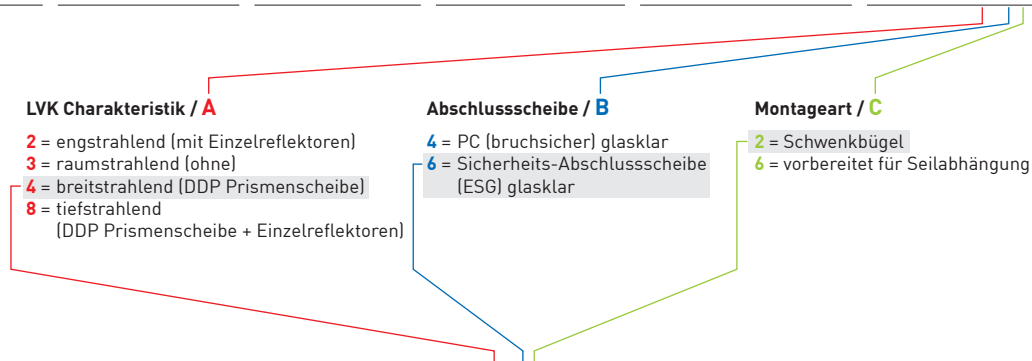 LVK Charakteristik / A
2 = engstrahlend (mit Einzelreflektoren)
3 = raumstrahlend (ohne)
4 = breitstrahlend (DDP Prismenscheibe)
8 = tiefstrahlend
(DDP Prismenscheibe + Einzelreflektoren)
Abschlussscheibe / B
4 = PC (bruchsicher) glasklar
6 = Sicherheits-Abschlussscheibe
(ESG) glasklar
Montageart / C
2 = Schwenkbügel
6 = vorbereitet für Seilabhängung